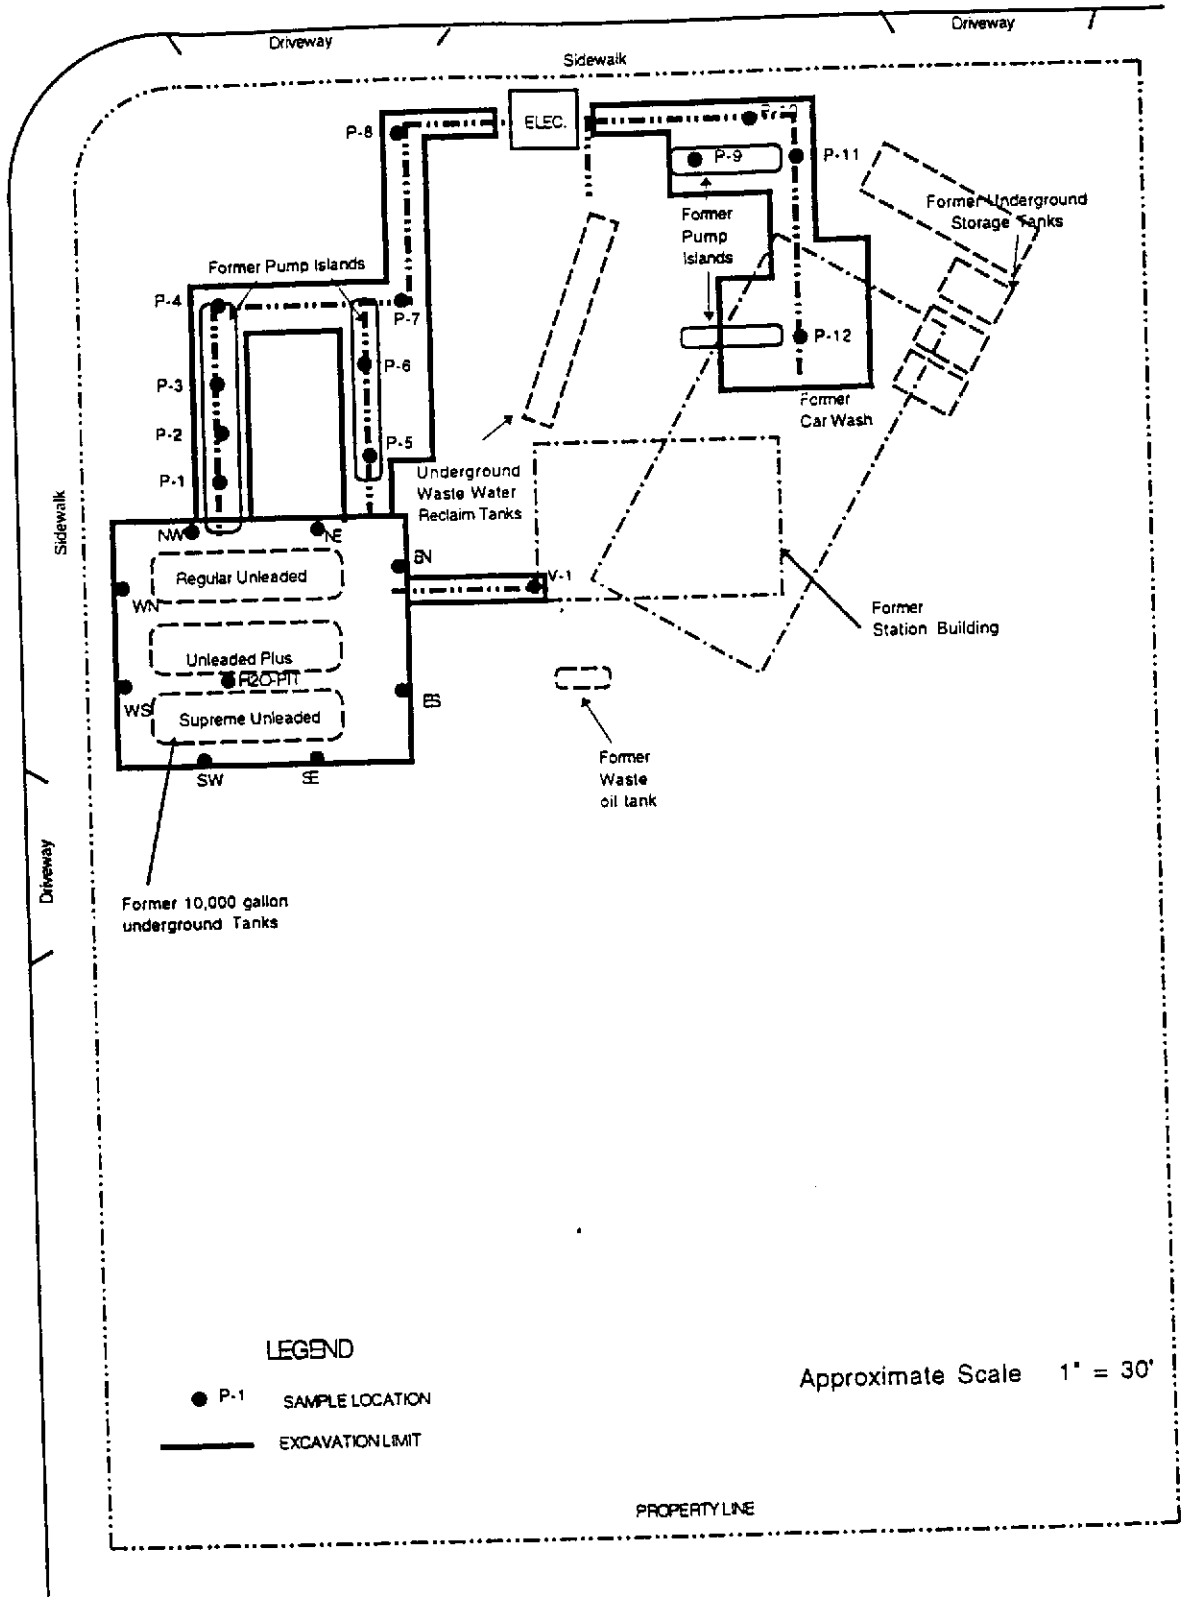 Driveway
Driveway
Sidewalk
ELEC.
P-8
P-9
P-11
Former Underground
Storage Tanks
Former
Pump
Islands
Former Pump Islands
P-4
P-7
P-12
P-6
P-3
Former
Car Wash
P-2
P-5
P-1
Underground
Waste Water
Reclaim Tanks
Sidewalk
NW
NE
EN
Regular Unleaded
V-1
WN
Former
Station Building
Unleaded Plus
H2O-PIT
WS
ES
Supreme Unleaded
SW
SE
Former
Waste
oil tank
Driveway
Former 10,000 gallon
underground Tanks
LEGEND
P-1 SAMPLE LOCATION
EXCAVATION LIMIT
Approximate Scale 1" = 30'
PROPERTY LINE